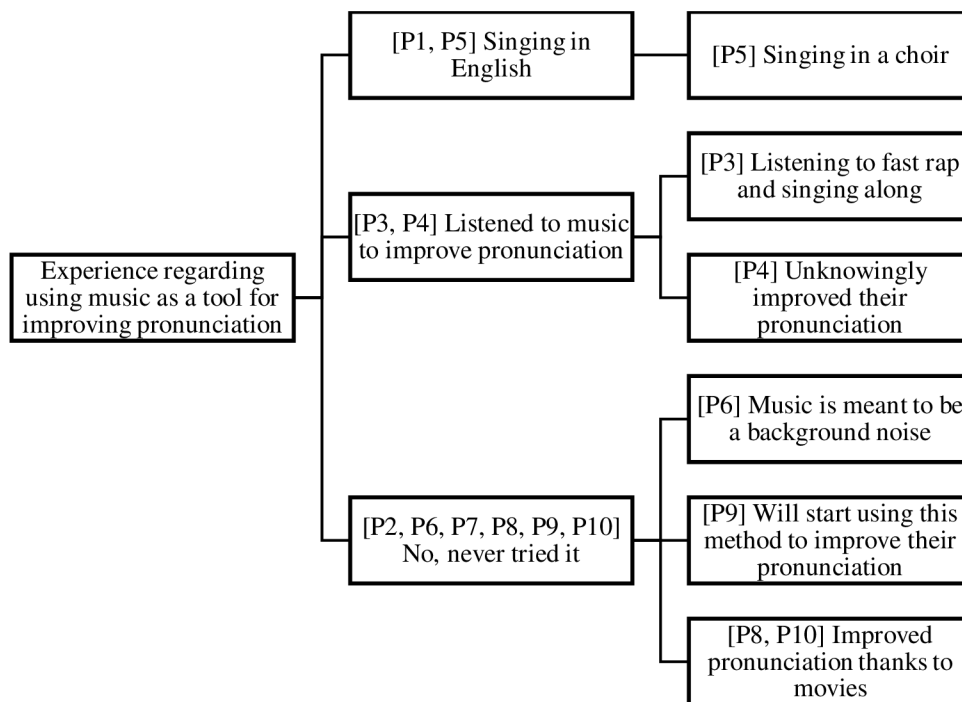 [P1, P5] Singing in
English
[P5] Singing in a choir
[P3] Listening to fast rap
and singing along
[P3, P4] Listened to music
to improve pronunciation
[P4] Unknowingly
improved their
pronunciation
Experience regarding
using music as a tool for
improving pronunciation
[P6] Music is meant to be
a background noise
[P2, P6, P7, P8, P9, P10]
No, never tried it
[P9] Will start using this
method to improve their
pronunciation
[P8, P10] Improved
pronunciation thanks to
movies